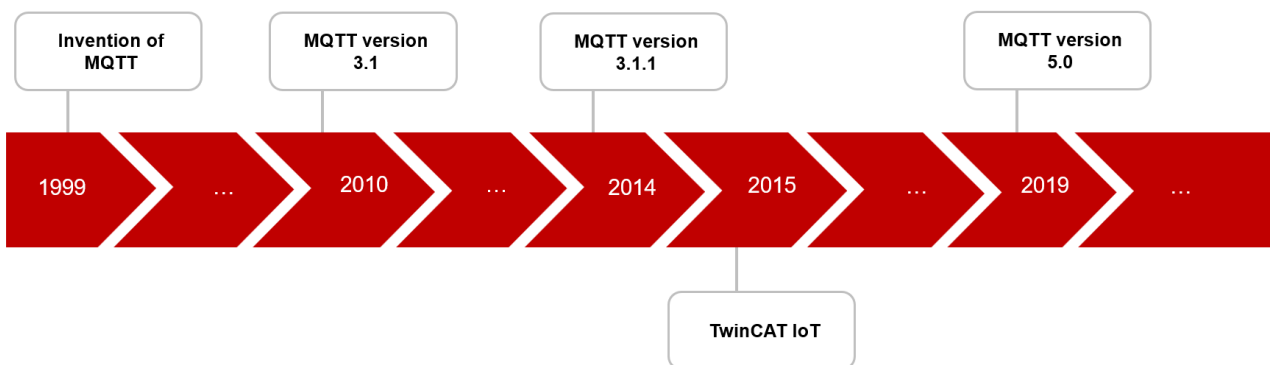 Invention of
MQTT
MQTT version
3.1
MQTT version
3.1.1
MQTT version
5.0
1999
...
2010
...
2014
2015
...
2019
...
TwinCAT IoT